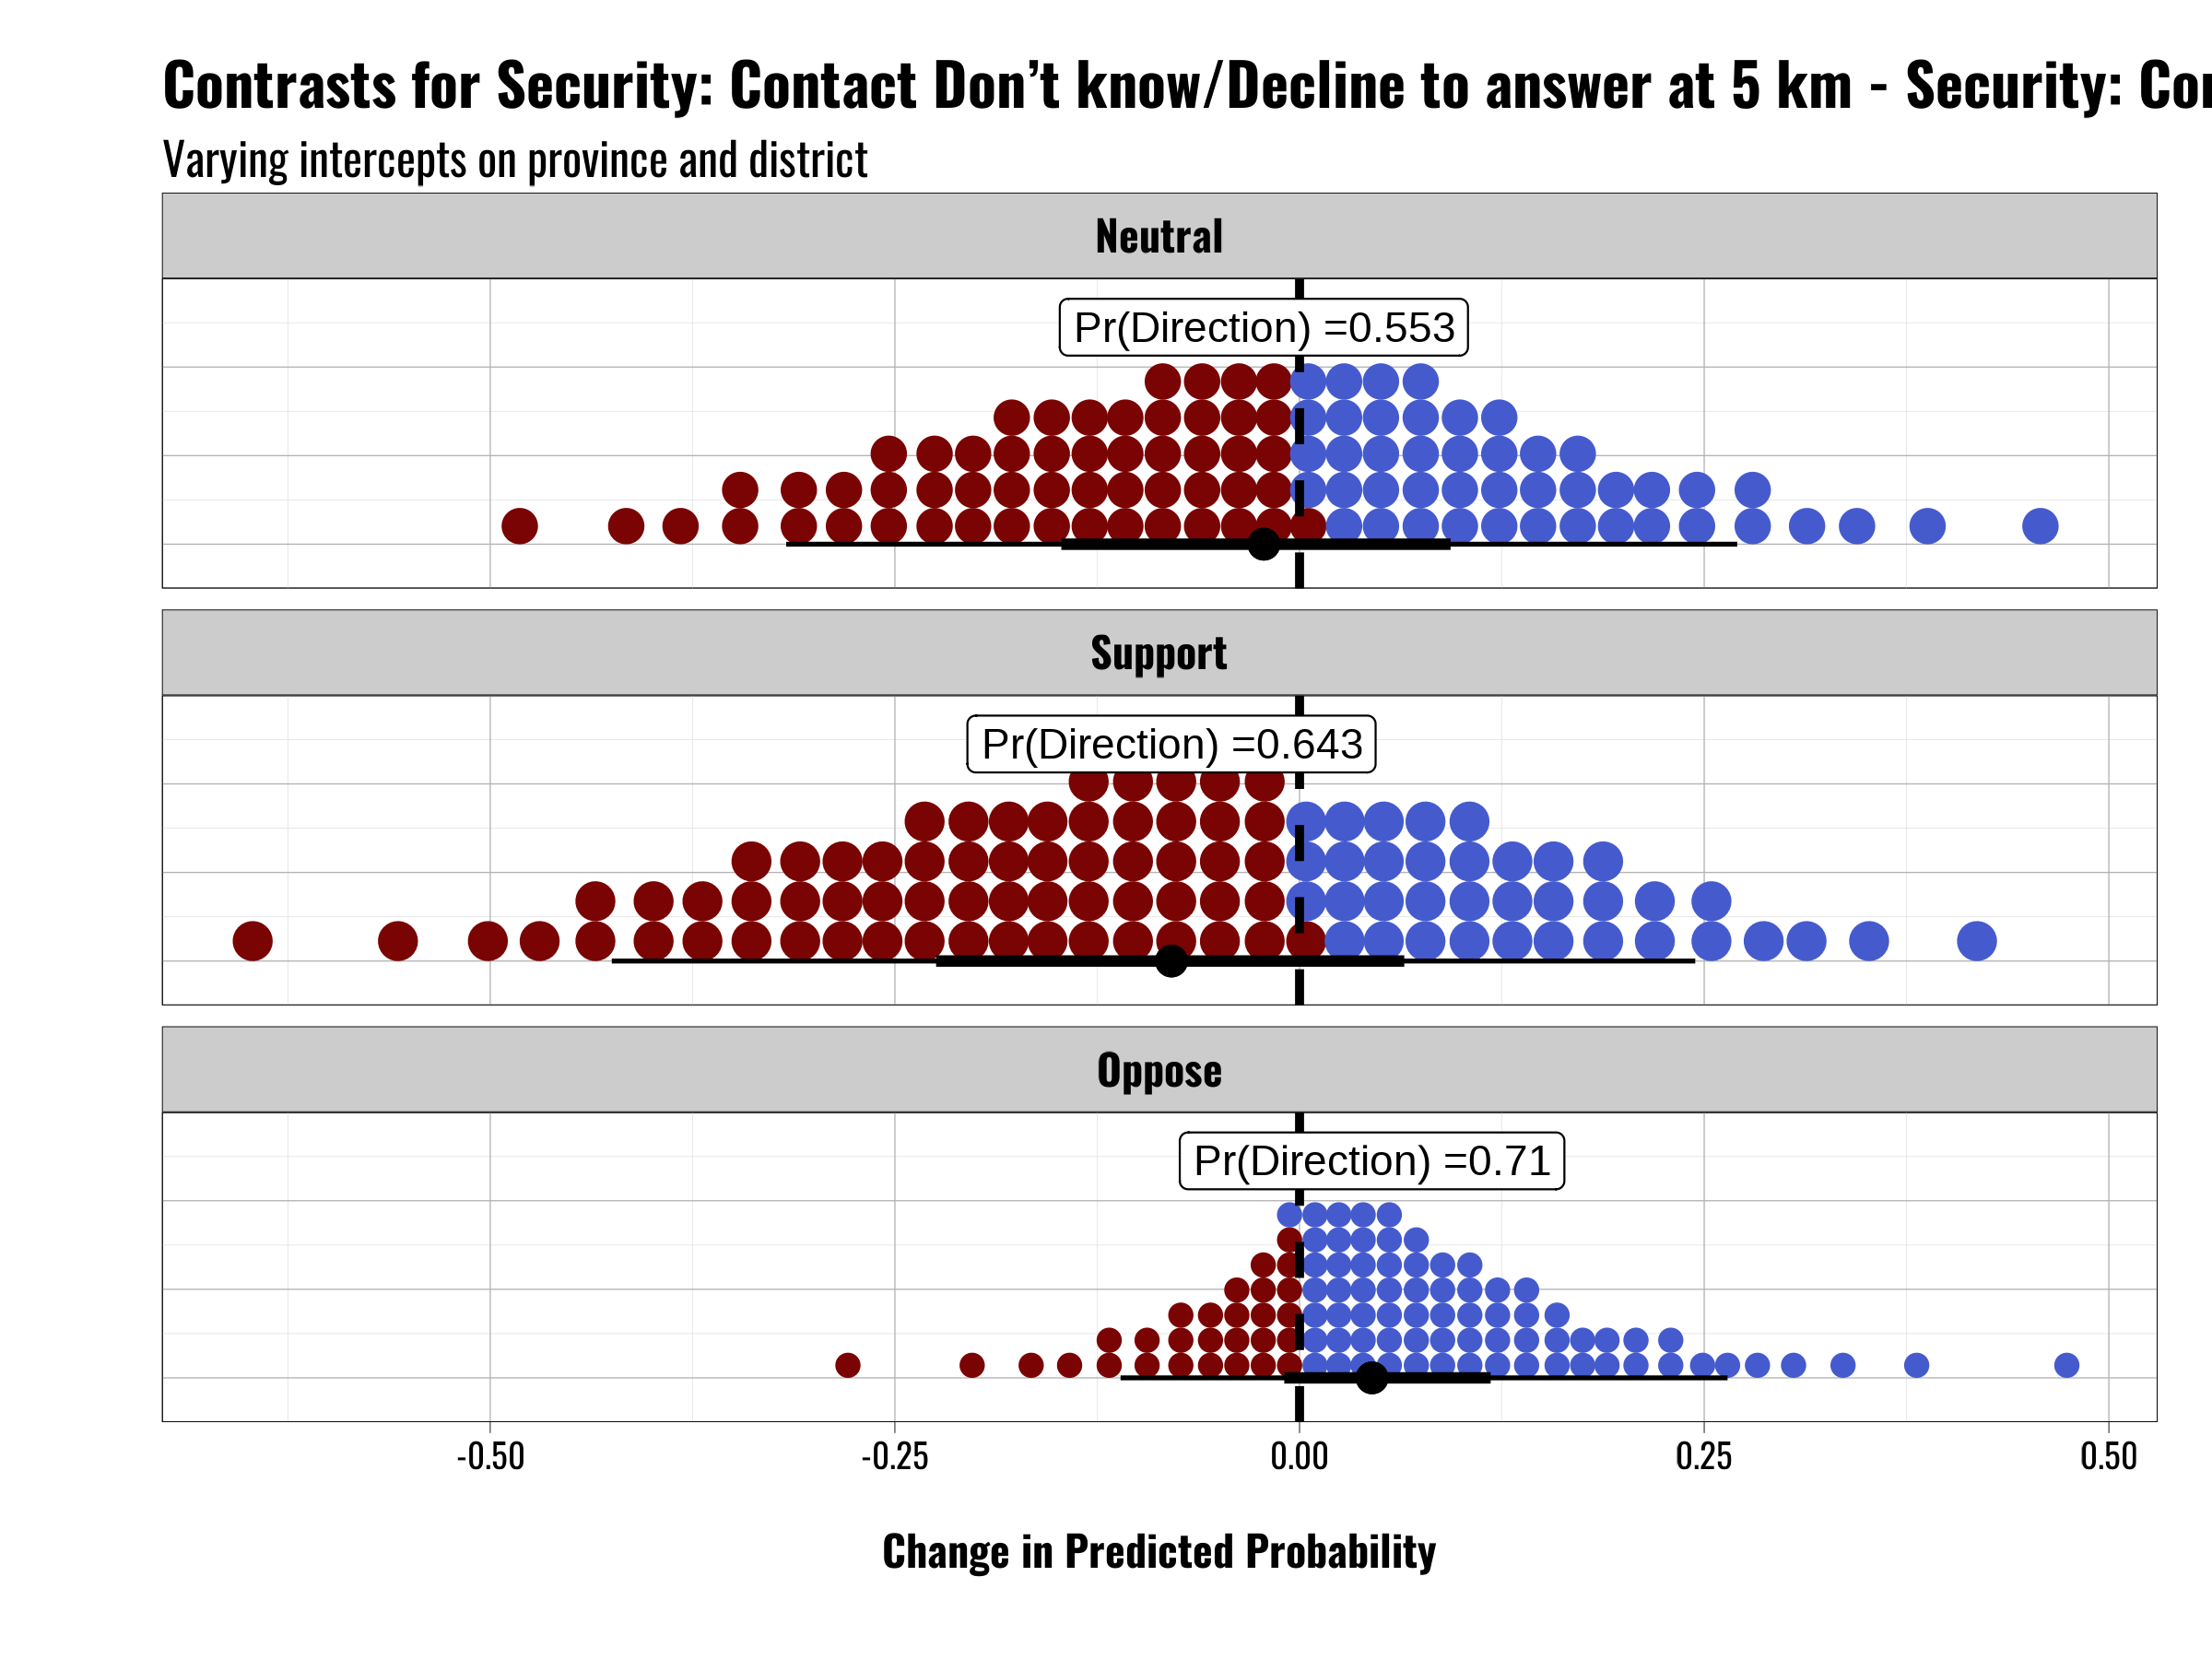 Contrasts for Security: Contact Don’t know/Decline to answer at 5 km - Security: Con
Varying intercepts on province and district
Neutral
Pr(Direction) =0.553
Support
Pr(Direction) =0.643
Oppose
Pr(Direction) =0.71
-0.50 -0.25 0.00 0.25 0.50
Change in Predicted Probability